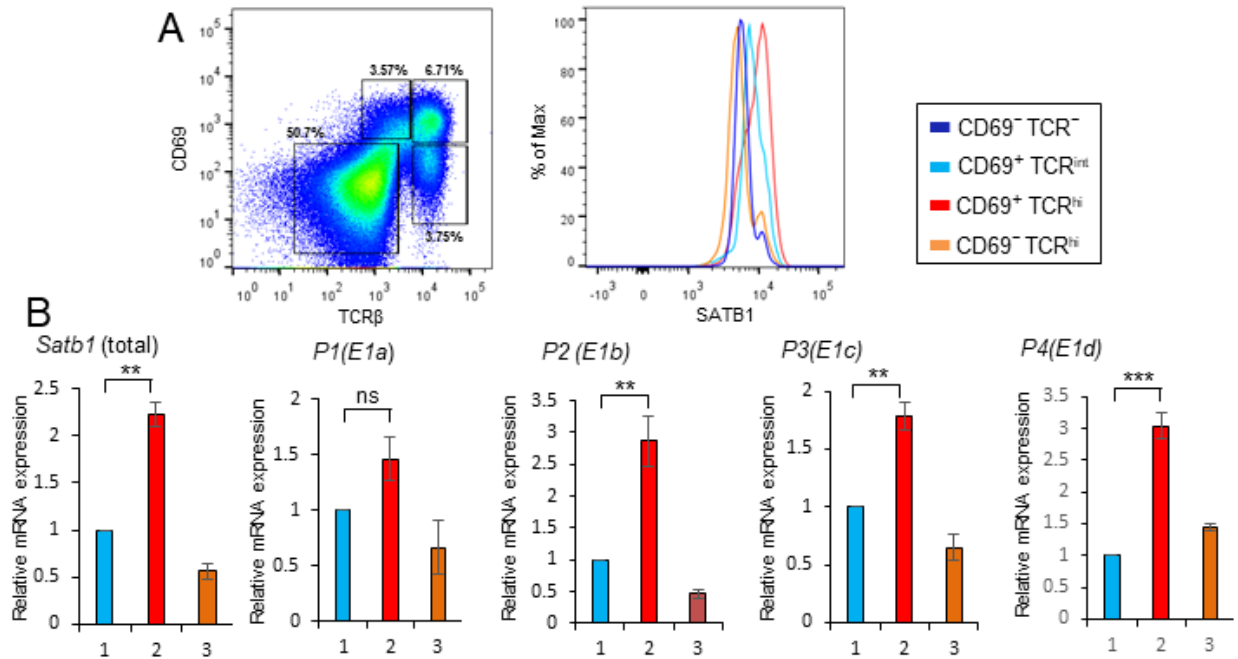 A
3.57% 6.71%
50.7%
3.75%
CD69
10⁵
10⁴
10³
10²
10¹
10⁰
10⁰ 10¹ 10² 10³ 10⁴ 10⁵
TCRβ
% of Max
100
80
60
40
20
0
-10³ 0 10³ 10⁴ 10⁵
SATB1
CD69⁻ TCR⁻
CD69⁺ TCRⁱⁿᵗ
CD69⁺ TCRʰⁱ
CD69⁻ TCRʰⁱ
B
Satb1 (total)
**
Relative mRNA expression
2.5
2
1.5
1
0.5
0
1 2 3
P1(E1a)
ns
Relative mRNA expression
2
1.5
1
0.5
0
1 2 3
P2 (E1b)
**
Relative mRNA expression
3.5
3
2.5
2
1.5
1
0.5
0
1 2 3
P3(E1c)
**
Relative mRNA expression
2
1.5
1
0.5
0
1 2 3
P4(E1d)
***
Relative mRNA expression
3.5
3
2.5
2
1.5
1
0.5
0
1 2 3